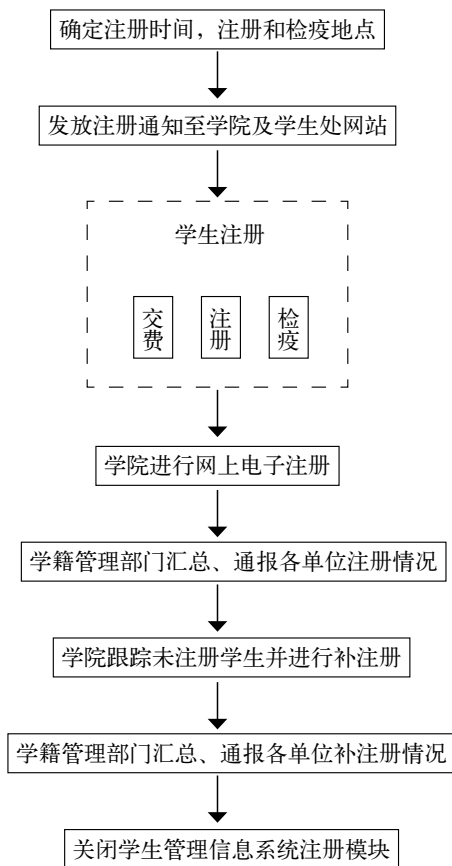 确定注册时间，注册和检疫地点
发放注册通知至学院及学生处网站
学生注册
交费
注册
检疫
学院进行网上电子注册
学籍管理部门汇总、通报各单位注册情况
学院跟踪未注册学生并进行补注册
学籍管理部门汇总、通报各单位补注册情况
关闭学生管理信息系统注册模块